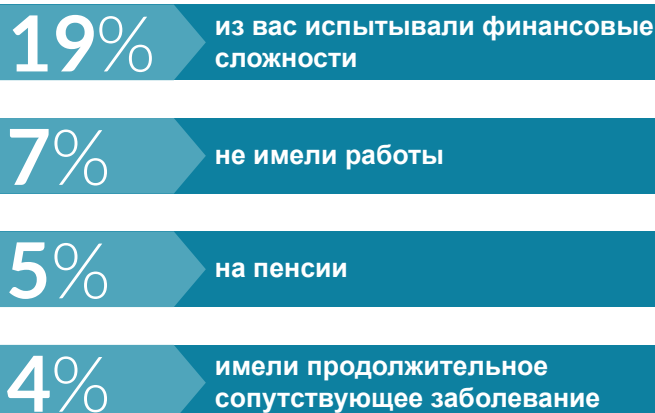 19% из вас испытывали финансовые
сложности
7% не имели работы
5% на пенсии
4% имели продолжительное
сопутствующее заболевание